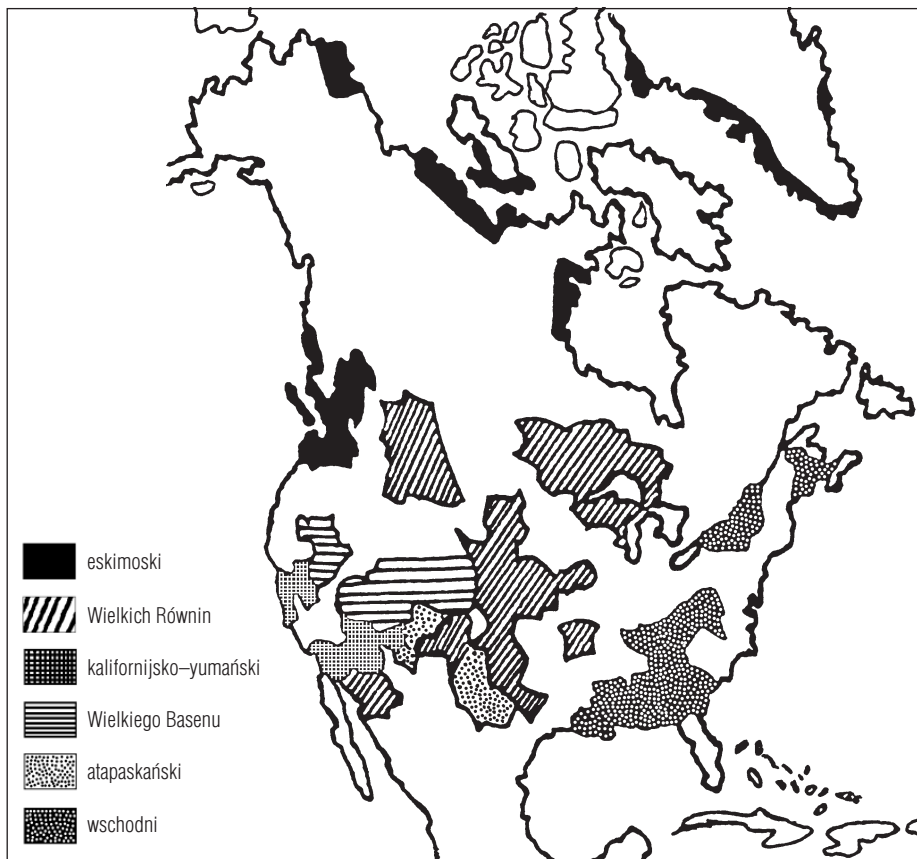 eskimoski
Wielkich Równin
kalifornijsko–yumański
Wielkiego Basenu
atapaskański
wschodni